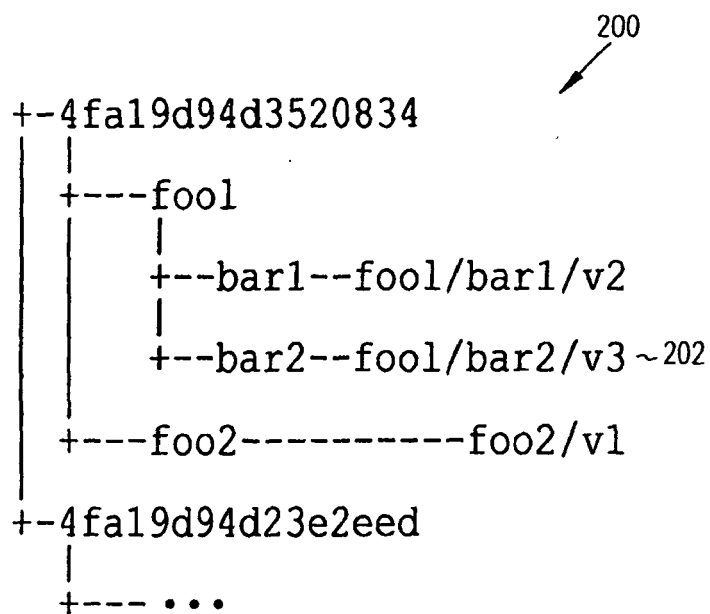 200
+-4fa19d94d3520834
|  |
|  +---foo1
|  |   |
|  |   +--bar1--foo1/bar1/v2
|  |   |
|  |   +--bar2--foo1/bar2/v3 ~202
|  |
|  +---foo2----------foo2/v1
|
+-4fa19d94d23e2eed
   |
   +--- •••